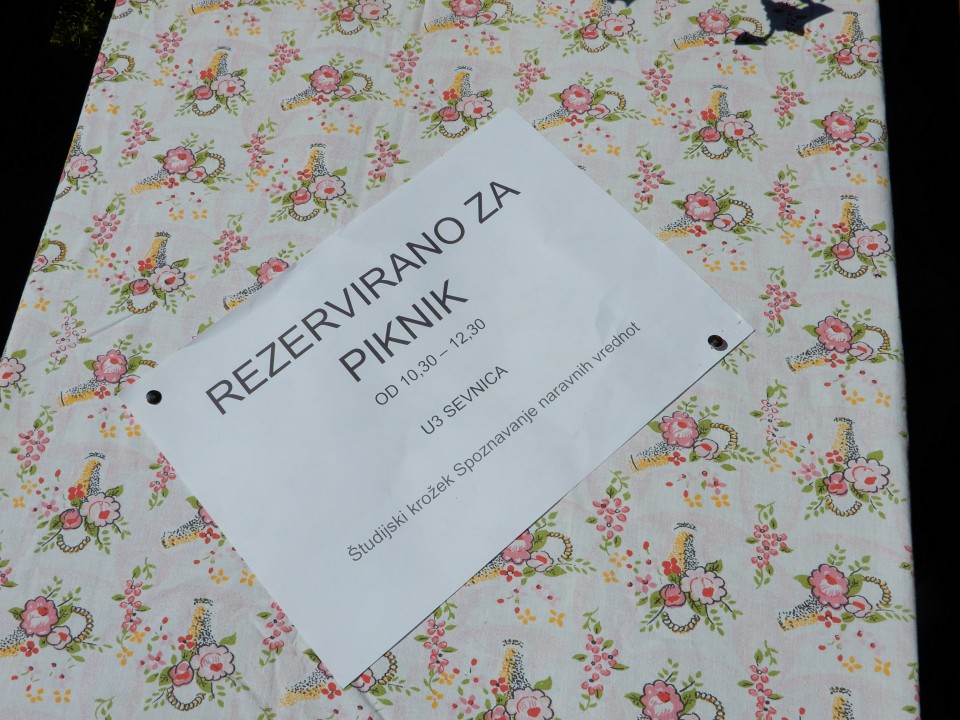 REZERVIRANO ZA
PIKNIK
OD 10,30 – 12,30
U3 SEVNICA
Študijski krožek Spoznavanje naravnih vrednot